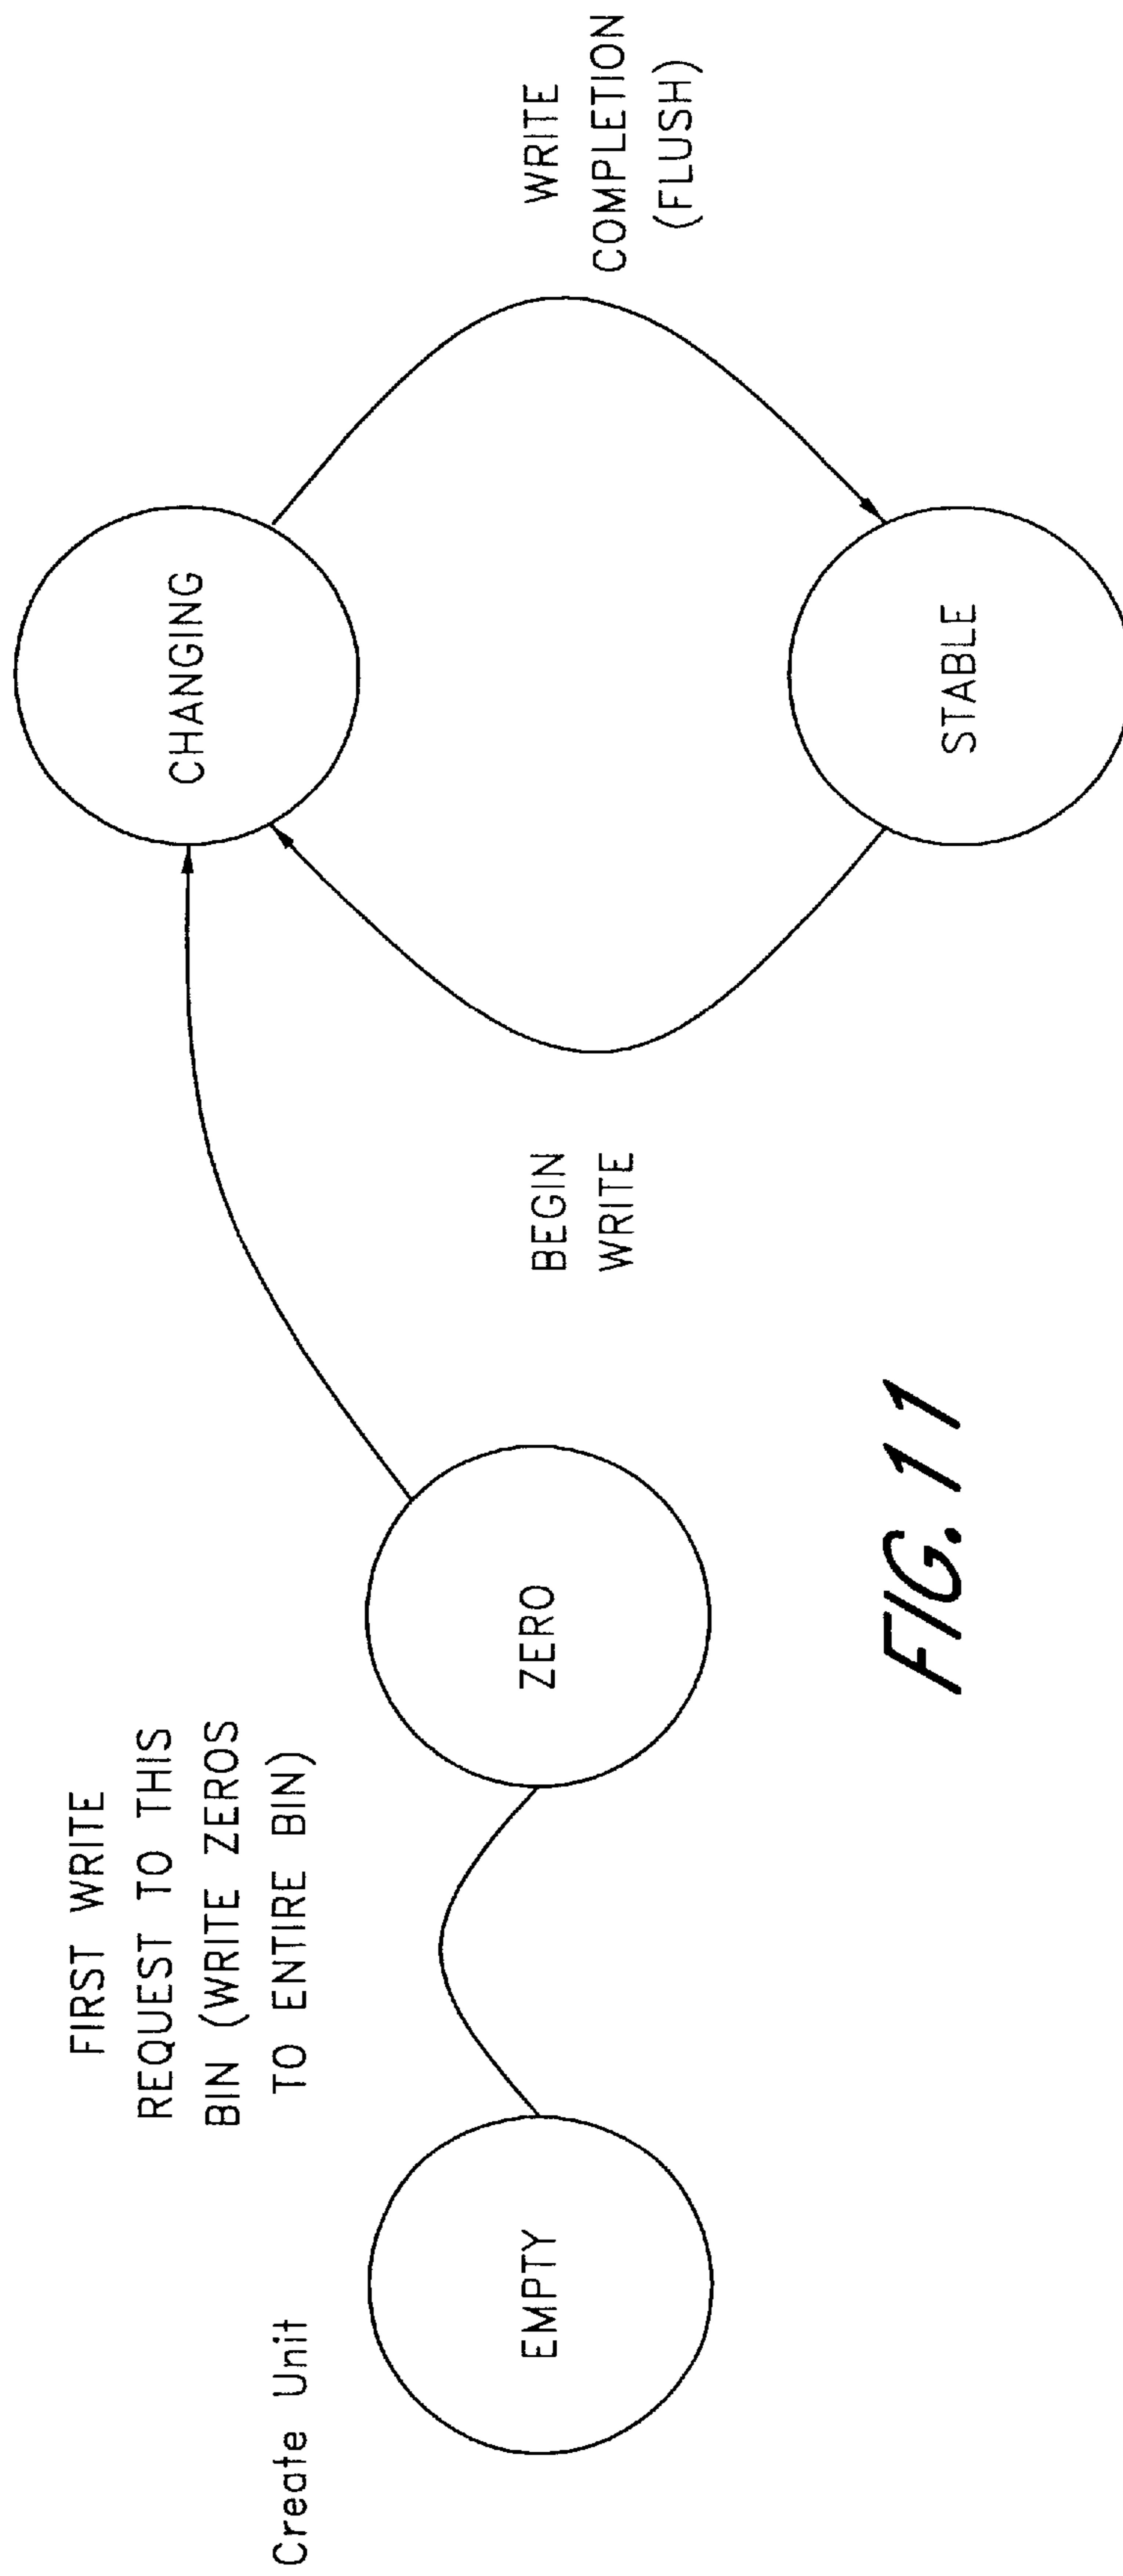 Create Unit
FIRST WRITE
REQUEST TO THIS
BIN (WRITE ZEROS
TO ENTIRE BIN)
EMPTY
ZERO
CHANGING
BEGIN
WRITE
WRITE
COMPLETION
(FLUSH)
STABLE
FIG. 11